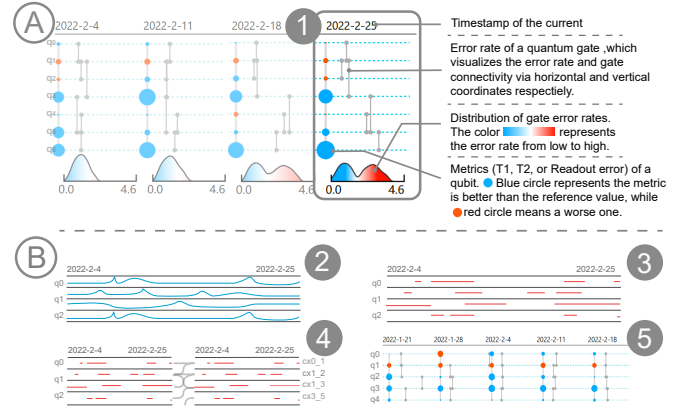 A
2022-2-4
2022-2-11
2022-2-18
1
2022-2-25
q0
q1
q2
q3
q4
q5
q6
0.0
4.6
0.0
4.6
0.0
4.6
0.0
4.6
Timestamp of the current
Error rate of a quantum gate ,which
visualizes the error rate and gate
connectivity via horizontal and vertical
coordinates respectiely.
Distribution of gate error rates.
The color represents
the error rate from low to high.
Metrics (T1, T2, or Readout error) of a
qubit. Blue circle represents the metric
is better than the reference value, while
red circle means a worse one.
B
2022-2-4
2022-2-25
2
q0
q1
q2
2022-2-4
2022-2-25
3
q0
q1
q2
4
2022-2-4
2022-2-25
2022-2-4
2022-2-25
q0
q1
q2
cx0_1
cx1_2
cx1_3
cx3_5
5
2022-1-21
2022-1-28
2022-2-4
2022-2-11
2022-2-18
q0
q1
q2
q3
q4